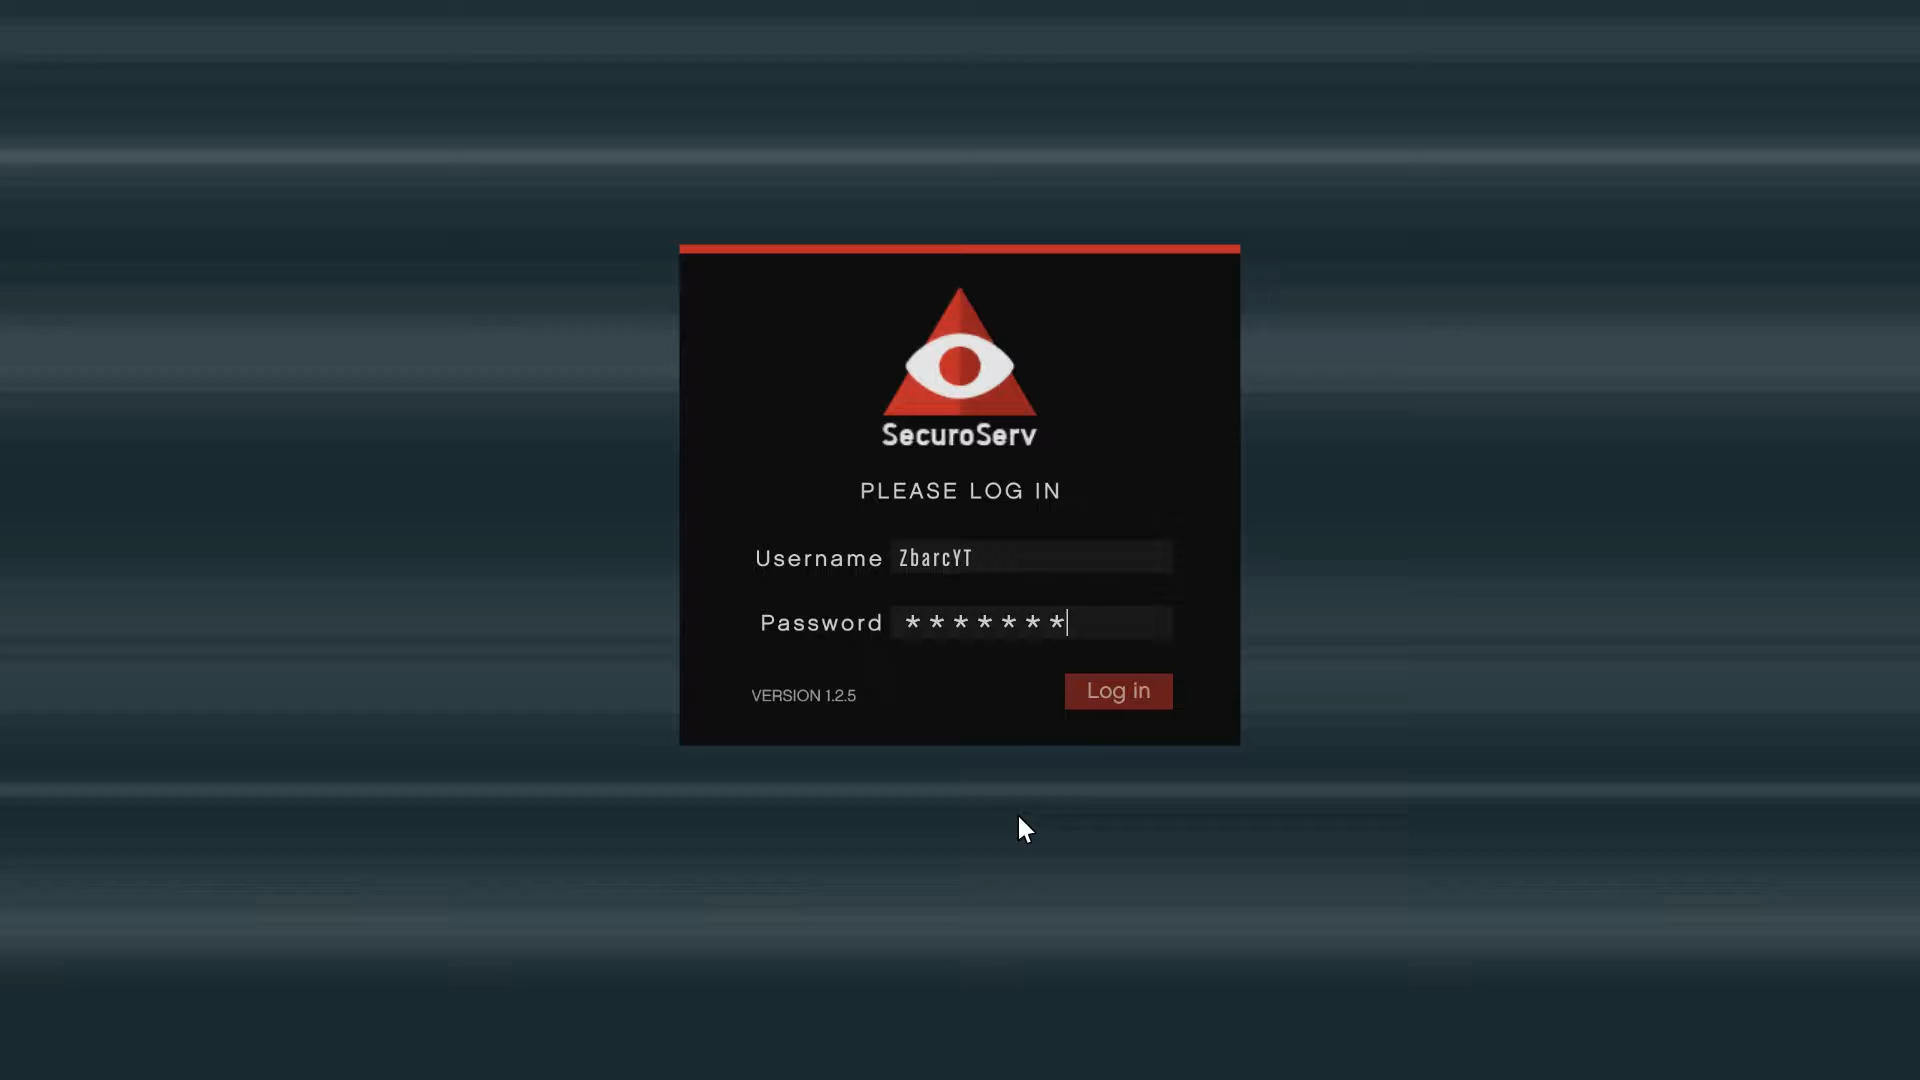 SecuroServ
PLEASE LOG IN
Username ZbarcYT
Password *******
VERSION 1.2.5 Log in